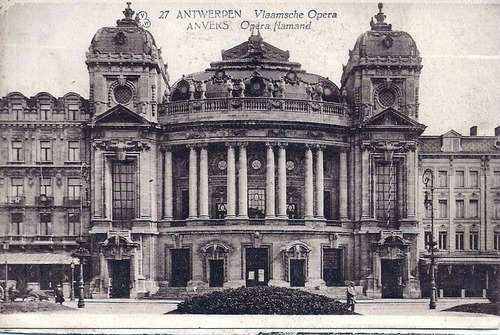 27 ANTWERPEN Vlaamsche Opera
ANVERS Opéra flamand